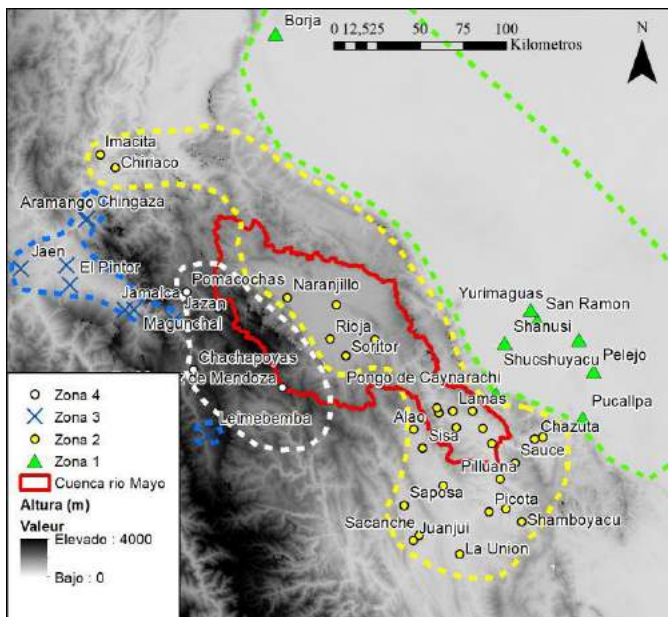 Borja
0 12,525 50 75 100
Kilometros
N
Imacita
Chiriaco
Aramango Chingaza
Jaen
El Pintor
Jamalca
Pomacochas
Jazan
Magunchal
Naranjillo
Rioja
Soritor
Yurimaguas
San Ramon
Shanusi
Shucshuyacu
Pelejo
Pucallpa
Chachapoyas
de Mendoza
Pongo de Caynarachi
Leimebemba
Lamas
Alao
Sisa
Chazuta
Sauce
Pilluana
Saposa
Picota
Sacanche
Juanjui
Shamboyacu
La Union
Zona 4
Zona 3
Zona 2
Zona 1
Cuenca rio Mayo
Altura (m)
Valeur
Elevado : 4000
Bajo : 0